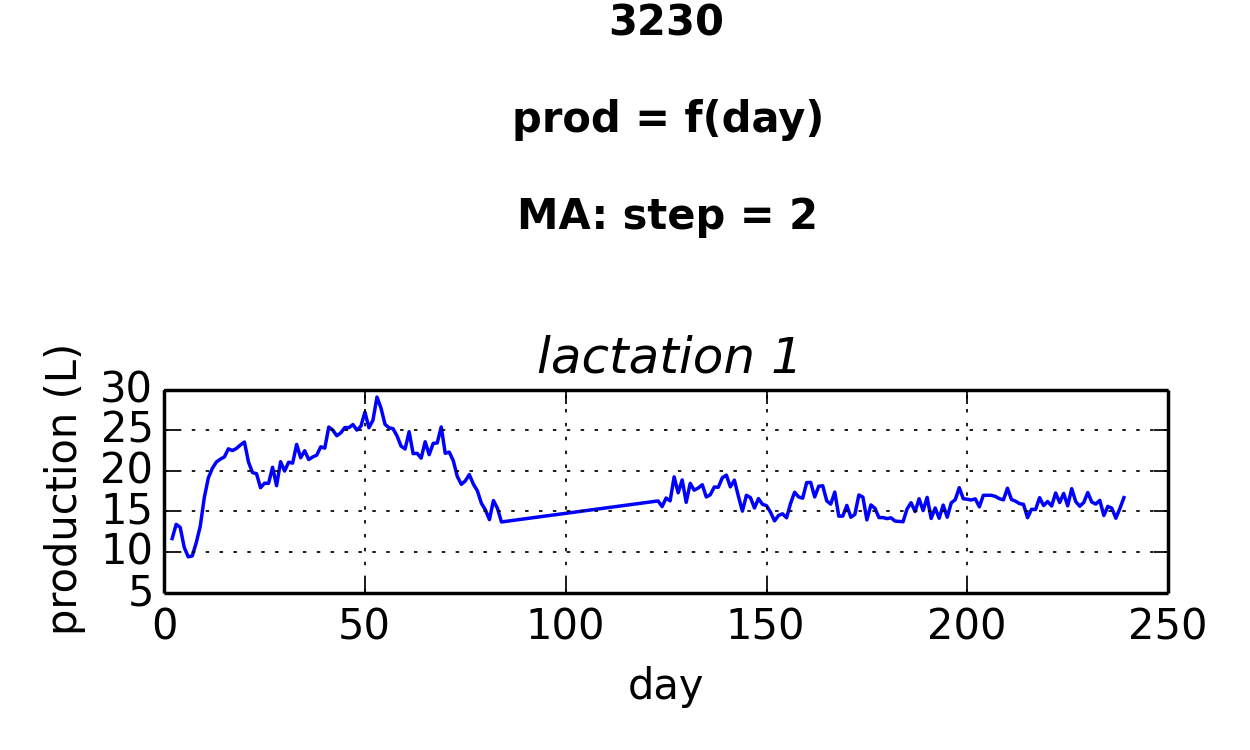 3230
prod = f(day)
MA: step = 2
lactation 1
production (L)
30
25
20
15
10
5
0 50 100 150 200 250
day